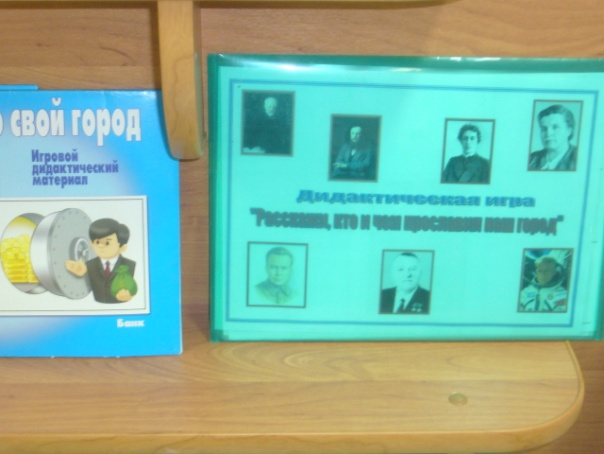 о свой город
Игровой
дидактический
материал
Банк
Дидактическая игра
"Расскажи, кто и чем прославил наш город"